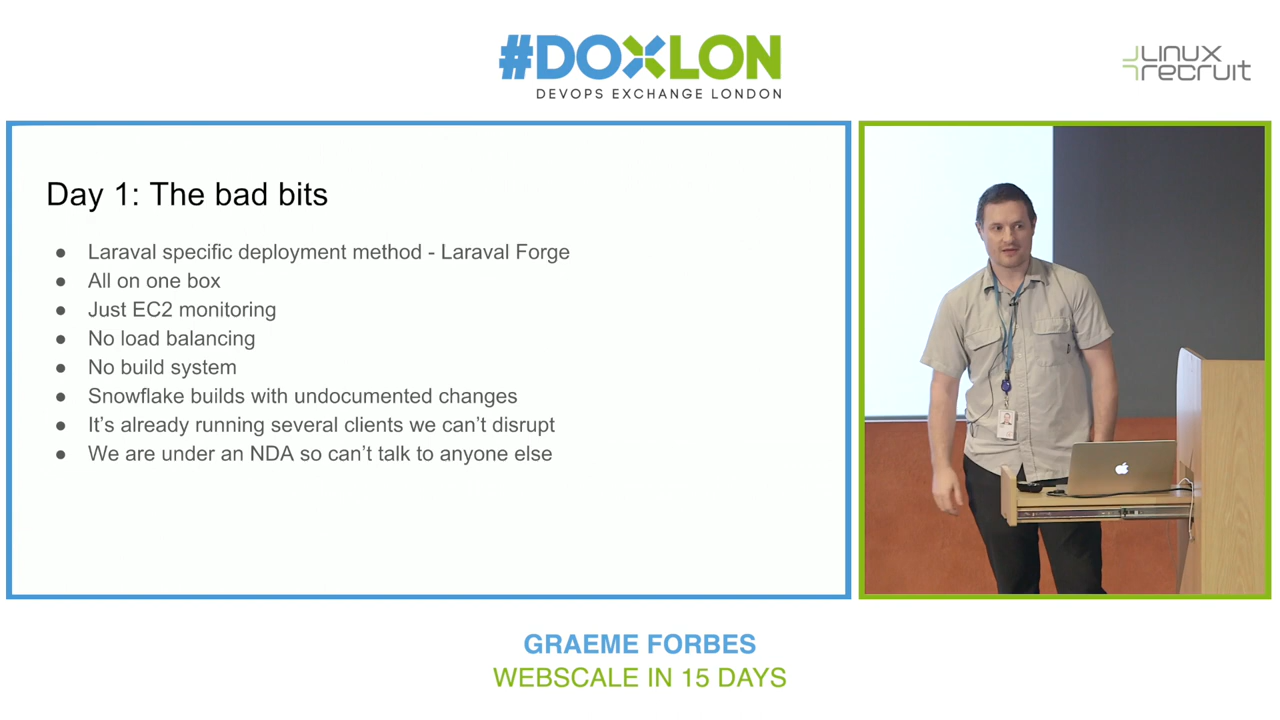 #DOXLON
DEVOPS EXCHANGE LONDON
Linux
recruit
Day 1: The bad bits
● Laraval specific deployment method - Laraval Forge
● All on one box
● Just EC2 monitoring
● No load balancing
● No build system
● Snowflake builds with undocumented changes
● It’s already running several clients we can’t disrupt
● We are under an NDA so can’t talk to anyone else
GRAEME FORBES
WEBSCALE IN 15 DAYS